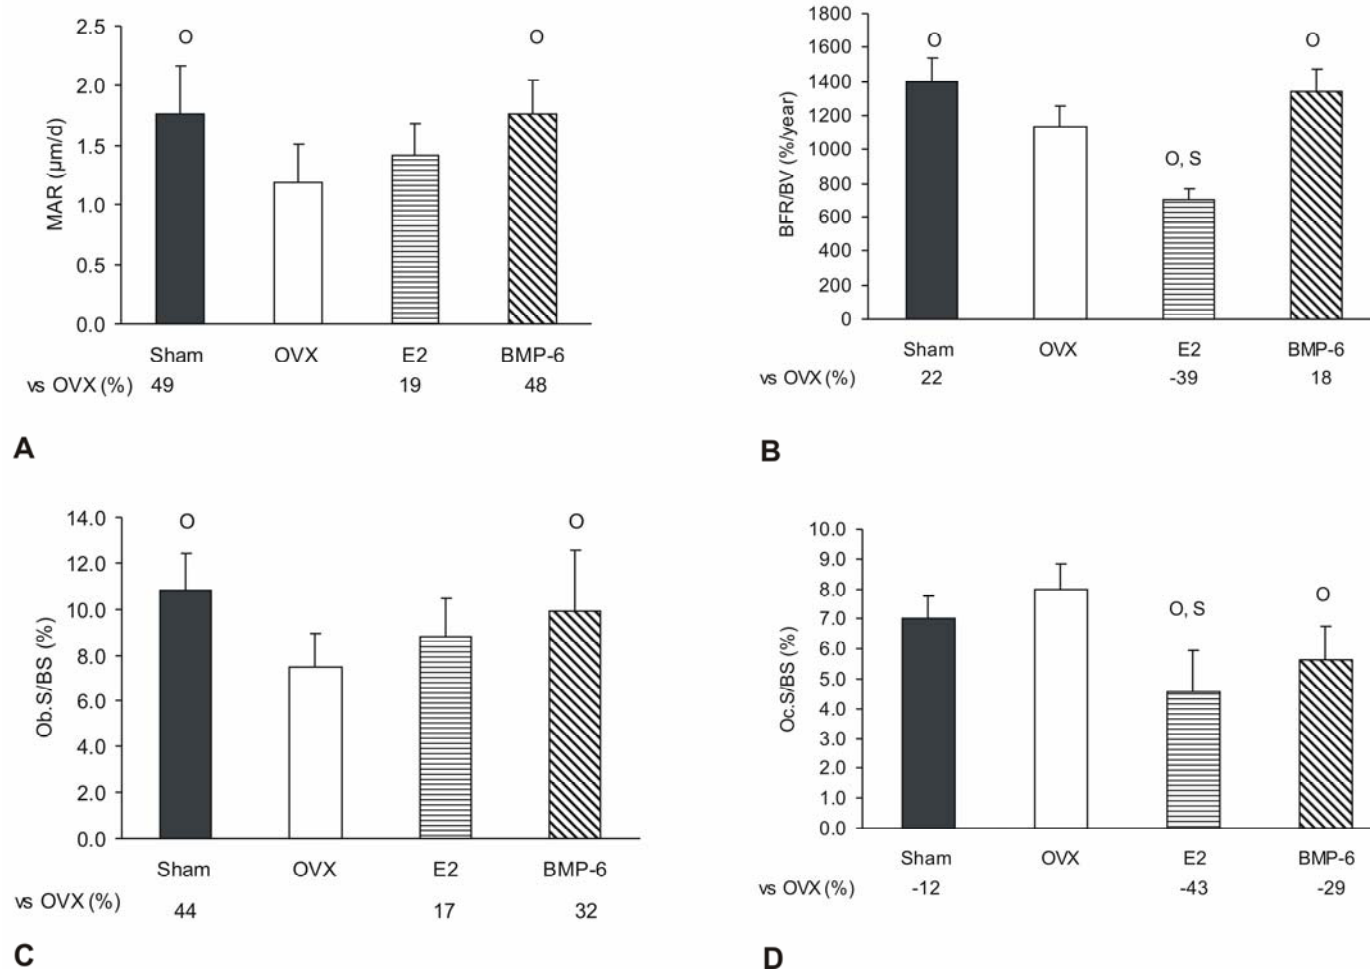 2.5
2.0
1.5
1.0
0.5
0.0
MAR (µm/d)
O
O
Sham OVX E2 BMP-6
vs OVX (%) 49 19 48
A
1800
1600
1400
1200
1000
800
600
400
200
0
BFR/BV (%/year)
O
O, S
O
Sham OVX E2 BMP-6
vs OVX (%) 22 -39 18
B
14.0
12.0
10.0
8.0
6.0
4.0
2.0
0.0
Ob.S/BS (%)
O
O
Sham OVX E2 BMP-6
vs OVX (%) 44 17 32
C
10.0
9.0
8.0
7.0
6.0
5.0
4.0
3.0
2.0
1.0
0.0
Oc.S/BS (%)
O, S
O
Sham OVX E2 BMP-6
vs OVX (%) -12 -43 -29
D